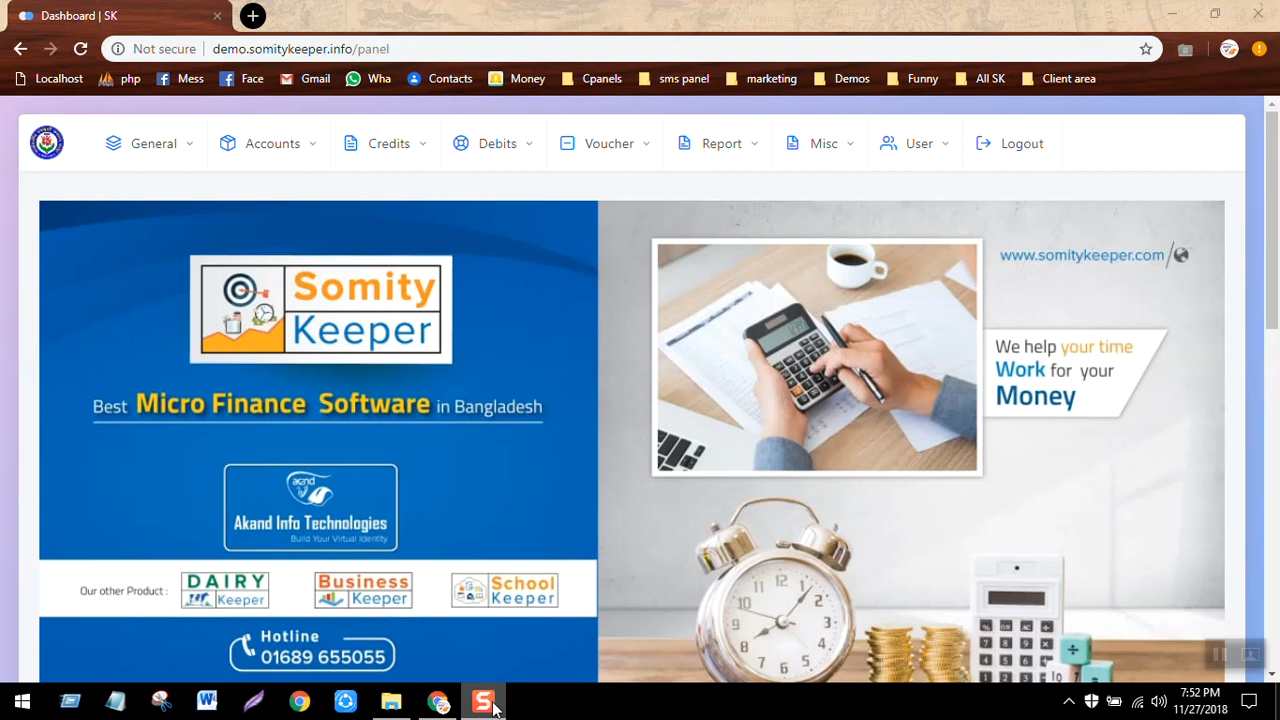 Dashboard | SK
Not secure
demo.somitykeeper.info/panel
Localhost
php
Mess
Face
Gmail
Wha
Contacts
Money
Cpanels
sms panel
marketing
Demos
Funny
All SK
Client area
General
Accounts
Credits
Debits
Voucher
Report
Misc
User
Logout
Somity
Keeper
Best Micro Finance Software in Bangladesh
akand
Akand Info Technologies
Build Your Virtual Identity
Our other Product :
DAIRY
Keeper
Business
Keeper
School
Keeper
Hotline
01689 655055
www.somitykeeper.com
We help your time
Work for your
Money
7:52 PM
11/27/2018